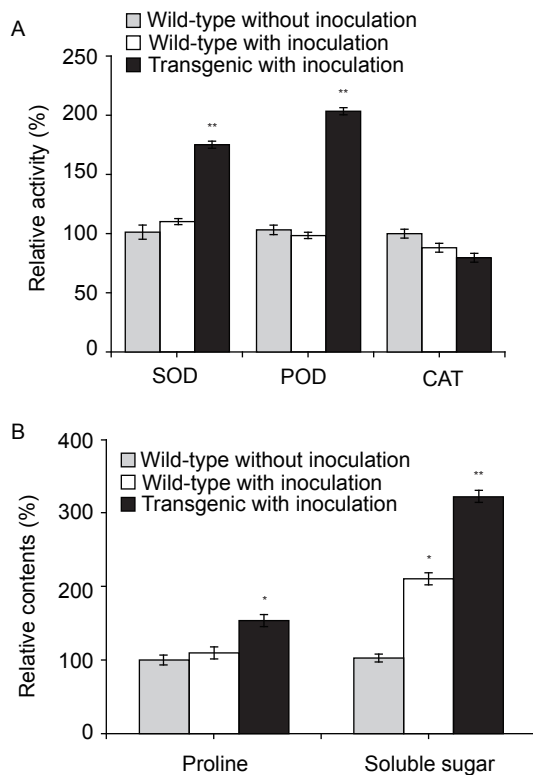 A
Wild-type without inoculation
Wild-type with inoculation
Transgenic with inoculation
Relative activity (%)
250
200
150
100
50
0
**
**
SOD POD CAT
B
Wild-type without inoculation
Wild-type with inoculation
Transgenic with inoculation
Relative contents (%)
400
300
200
100
0
*
*
**
Proline Soluble sugar